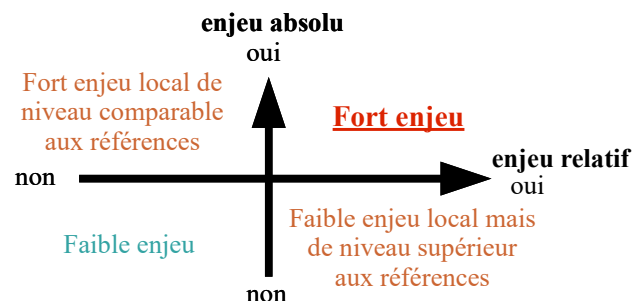 enjeu absolu
oui
Fort enjeu local de
niveau comparable
aux références
Fort enjeu
enjeu relatif
oui
non
Faible enjeu
Faible enjeu local mais
de niveau supérieur
aux références
non